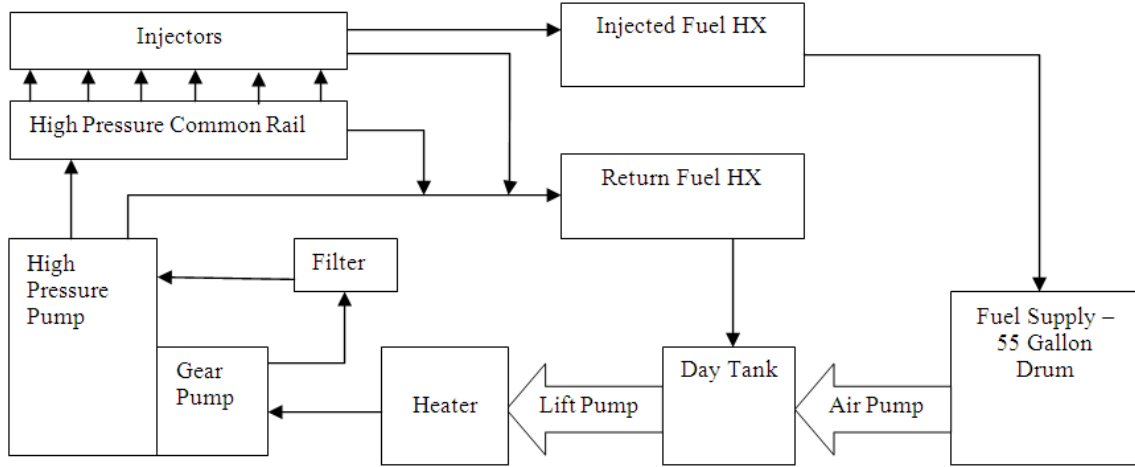 Injectors
Injected Fuel HX
High Pressure Common Rail
Return Fuel HX
High
Pressure
Pump
Filter
Fuel Supply –
55 Gallon
Drum
Gear
Pump
Heater
Lift Pump
Day Tank
Air Pump